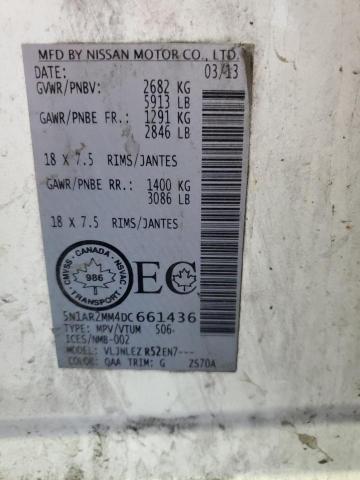 MFD BY NISSAN MOTOR CO., LTD.
DATE: 03/13
GVWR/PNBV: 2682 KG
5913 LB
GAWR/PNBE FR.: 1291 KG
2846 LB
18 X 7.5 RIMS/JANTES
GAWR/PNBE RR.: 1400 KG
3086 LB
18 X 7.5 RIMS/JANTES
CMVSS · CANADA · NSVAC
986
TRANSPORT
EC
5N1AR2MM4DC661436
TYPE: MPV/VTUM S06-
ICES/NMB-002
MODEL: VLJNLEZ R52EN7---
COLOR: QAA TRIM: G ZS70A